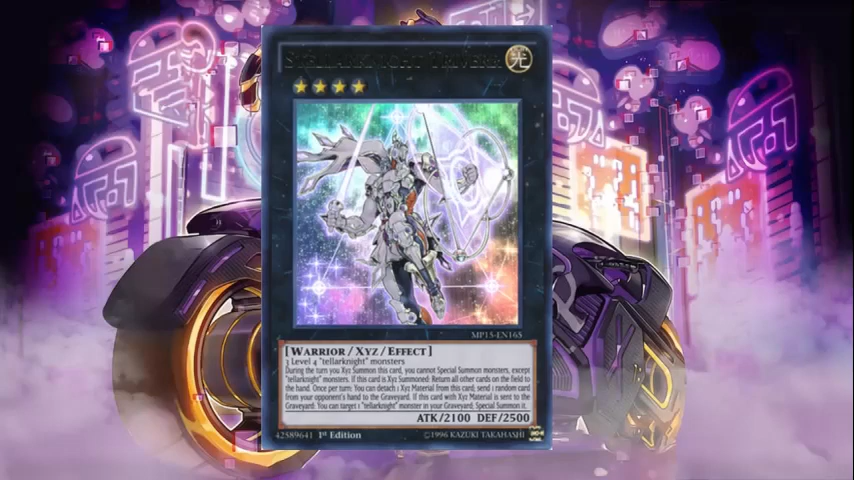 STELLARKNIGHT TRIVERR
光
MP15-EN165
[WARRIOR / XYZ / EFFECT]
3 Level 4 "tellarknight" monsters
During the turn you Xyz Summon this card, you cannot Special Summon monsters, except
"tellarknight" monsters. If this card is Xyz Summoned: Return all other cards on the field to
the hand. Once per turn: You can detach 1 Xyz Material from this card; send 1 random card
from your opponent's hand to the Graveyard. If this card with Xyz Material is sent to the
Graveyard: You can target 1 "tellarknight" monster in your Graveyard; Special Summon it.
ATK/2100 DEF/2500
42589641 1st Edition ©1996 KAZUKI TAKAHASHI